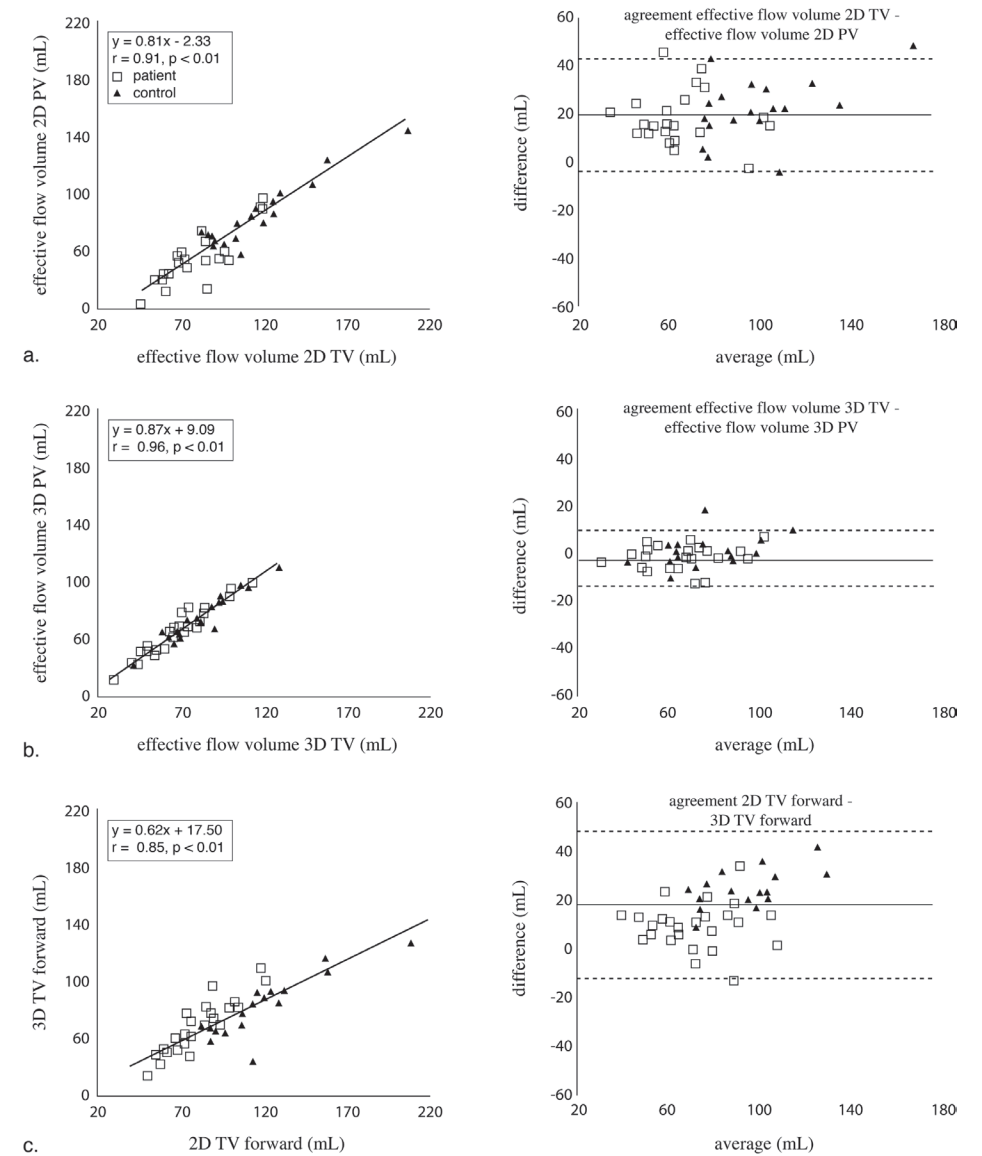 220
180
140
100
60
0
y = 0.81x - 2.33
r = 0.91, p < 0.01
patient
control
effective flow volume 2D PV (mL)
20 70 120 170 220
effective flow volume 2D TV (mL)
a.
agreement effective flow volume 2D TV -
effective flow volume 2D PV
60
40
20
0
-20
-40
-60
difference (mL)
20 60 100 140 180
average (mL)
220
180
140
100
60
0
y = 0.87x + 9.09
r = 0.96, p < 0.01
effective flow volume 3D PV (mL)
20 70 120 170 220
effective flow volume 3D TV (mL)
b.
agreement effective flow volume 3D TV -
effective flow volume 3D PV
60
40
20
0
-20
-40
-60
difference (mL)
20 60 100 140 180
average (mL)
220
180
140
100
60
0
y = 0.62x + 17.50
r = 0.85, p < 0.01
3D TV forward (mL)
20 70 120 170 220
2D TV forward (mL)
c.
agreement 2D TV forward -
3D TV forward
60
40
20
0
-20
-40
-60
difference (mL)
20 60 100 140 180
average (mL)